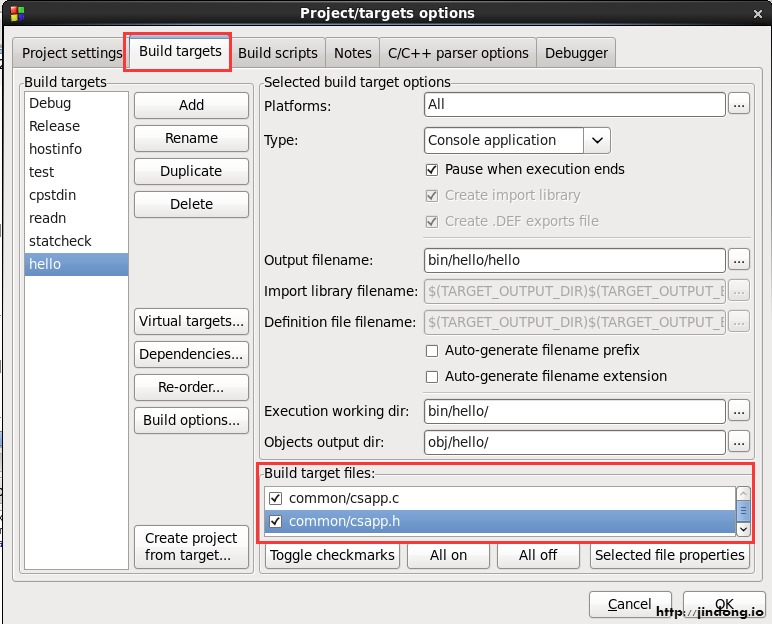 Project/targets options
Project settings Build targets Build scripts Notes C/C++ parser options Debugger
Build targets
Debug
Release
hostinfo
test
cpstdin
readn
statcheck
hello
Add
Rename
Duplicate
Delete
Virtual targets...
Dependencies...
Re-order...
Build options...
Create project
from target...
Selected build target options
Platforms: All ...
Type: Console application
Pause when execution ends
Create import library
Create .DEF exports file
Output filename: bin/hello/hello ...
Import library filename: $(TARGET_OUTPUT_DIR)$(TARGET_OUTPUT_ ...
Definition file filename: $(TARGET_OUTPUT_DIR)$(TARGET_OUTPUT_ ...
Auto-generate filename prefix
Auto-generate filename extension
Execution working dir: bin/hello/ ...
Objects output dir: obj/hello/ ...
Build target files:
common/csapp.c
common/csapp.h
Toggle checkmarks All on All off Selected file properties
Cancel OK
http://jindong.io